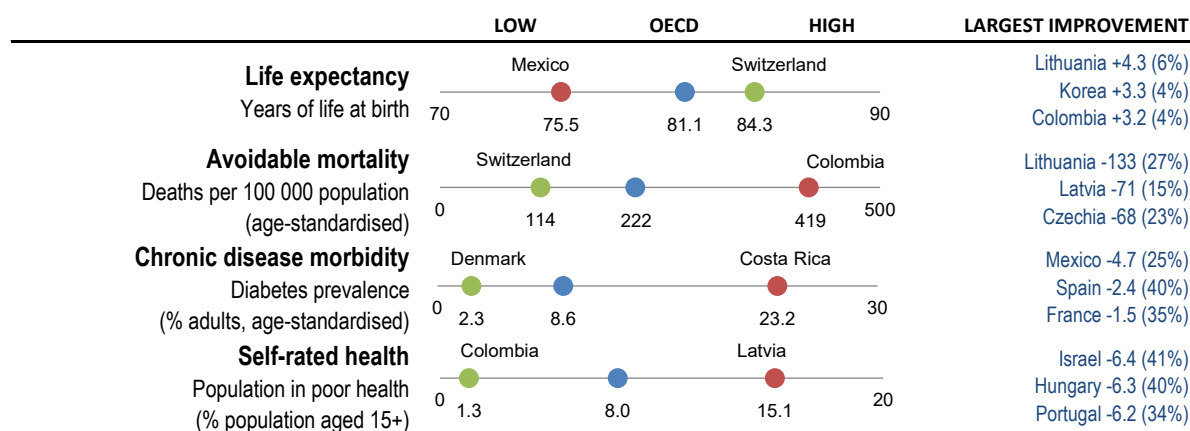 LOW OECD HIGH LARGEST IMPROVEMENT
Life expectancy
Years of life at birth
Mexico Switzerland
70 75.5 81.1 84.3 90
Lithuania +4.3 (6%)
Korea +3.3 (4%)
Colombia +3.2 (4%)
Avoidable mortality
Deaths per 100 000 population
(age-standardised)
Switzerland Colombia
0 114 222 419 500
Lithuania -133 (27%)
Latvia -71 (15%)
Czechia -68 (23%)
Chronic disease morbidity
Diabetes prevalence
(% adults, age-standardised)
Denmark Costa Rica
0 2.3 8.6 23.2 30
Mexico -4.7 (25%)
Spain -2.4 (40%)
France -1.5 (35%)
Self-rated health
Population in poor health
(% population aged 15+)
Colombia Latvia
0 1.3 8.0 15.1 20
Israel -6.4 (41%)
Hungary -6.3 (40%)
Portugal -6.2 (34%)